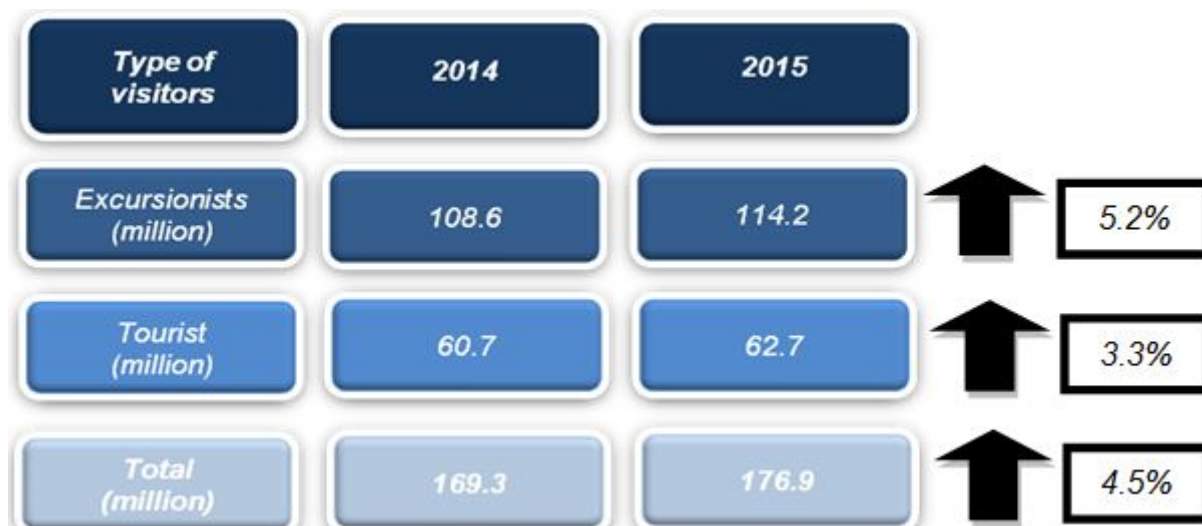 Type of
visitors
2014
2015
Excursionists
(million)
108.6
114.2
5.2%
Tourist
(million)
60.7
62.7
3.3%
Total
(million)
169.3
176.9
4.5%